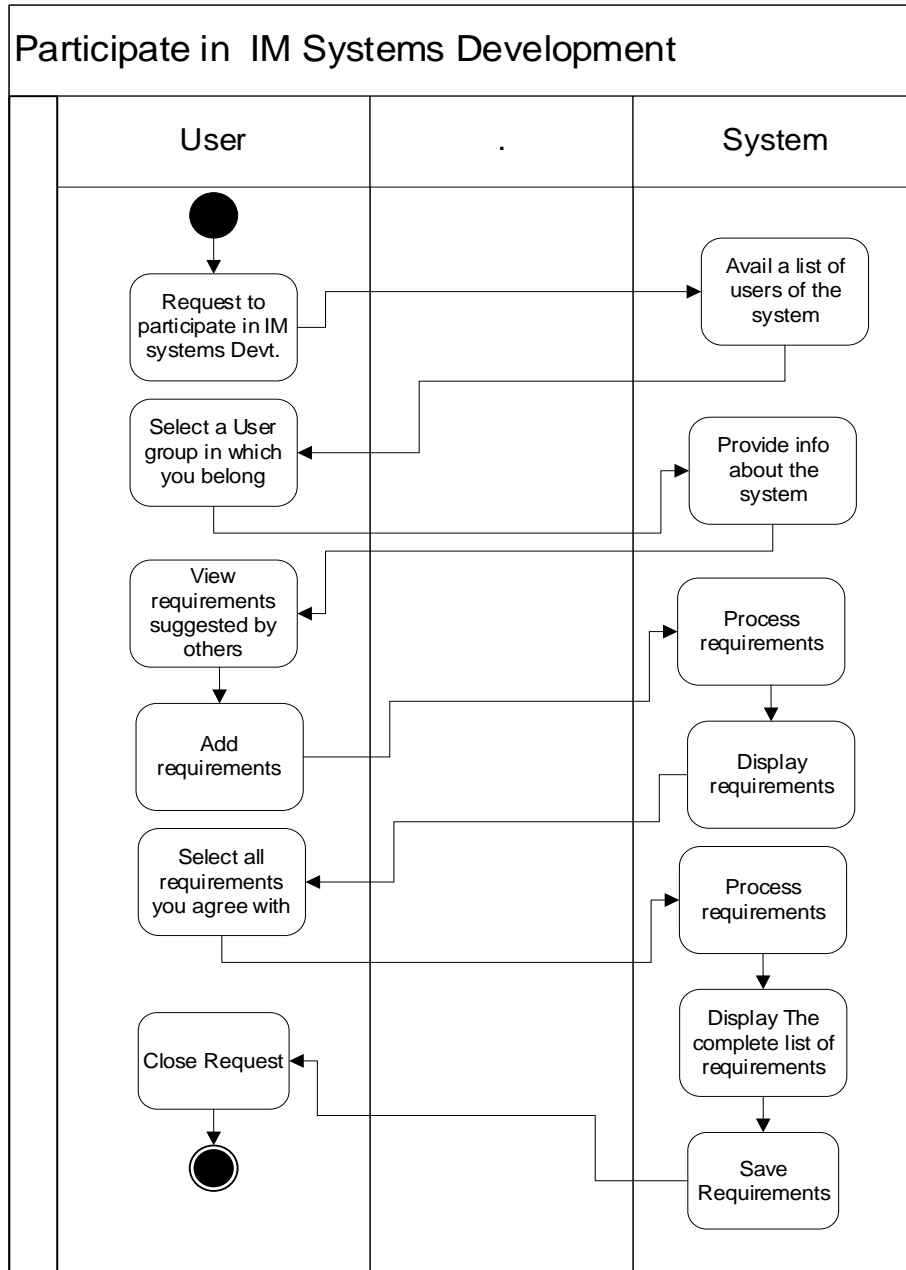 Participate in IM Systems Development
User
.
System
Request to
participate in IM
systems Devt.
Avail a list of
users of the
system
Select a User
group in which
you belong
Provide info
about the
system
View
requirements
suggested by
others
Process
requirements
Add
requirements
Display
requirements
Select all
requirements
you agree with
Process
requirements
Close Request
Display The
complete list of
requirements
Save
Requirements